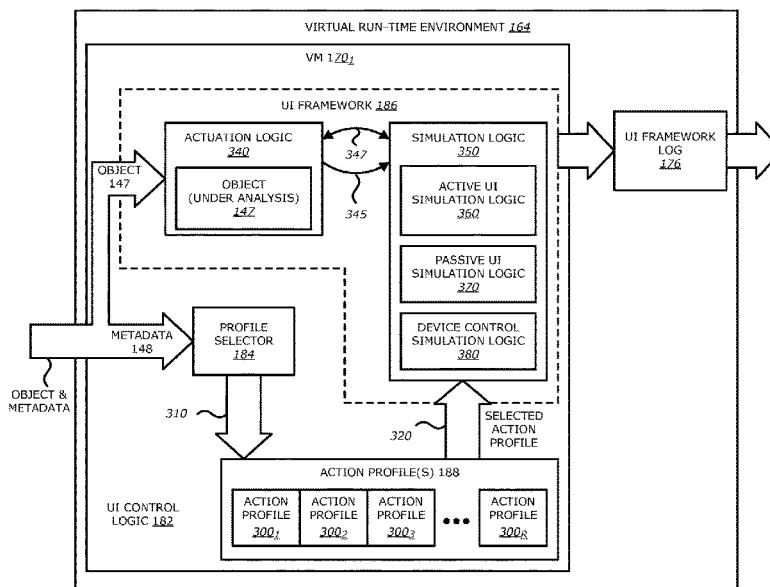 VIRTUAL RUN-TIME ENVIRONMENT 164
VM 170₁
UI FRAMEWORK 186
ACTUATION LOGIC
340
OBJECT
(UNDER ANALYSIS)
147
347
345
SIMULATION LOGIC
350
ACTIVE UI
SIMULATION LOGIC
360
PASSIVE UI
SIMULATION LOGIC
370
DEVICE CONTROL
SIMULATION LOGIC
380
UI FRAMEWORK
LOG
176
OBJECT
147
METADATA
148
OBJECT &
METADATA
PROFILE
SELECTOR
184
310
320
SELECTED
ACTION
PROFILE
ACTION PROFILE(S) 188
ACTION
PROFILE
300₁
ACTION
PROFILE
300₂
ACTION
PROFILE
300₃
•••
ACTION
PROFILE
300R
UI CONTROL
LOGIC 182